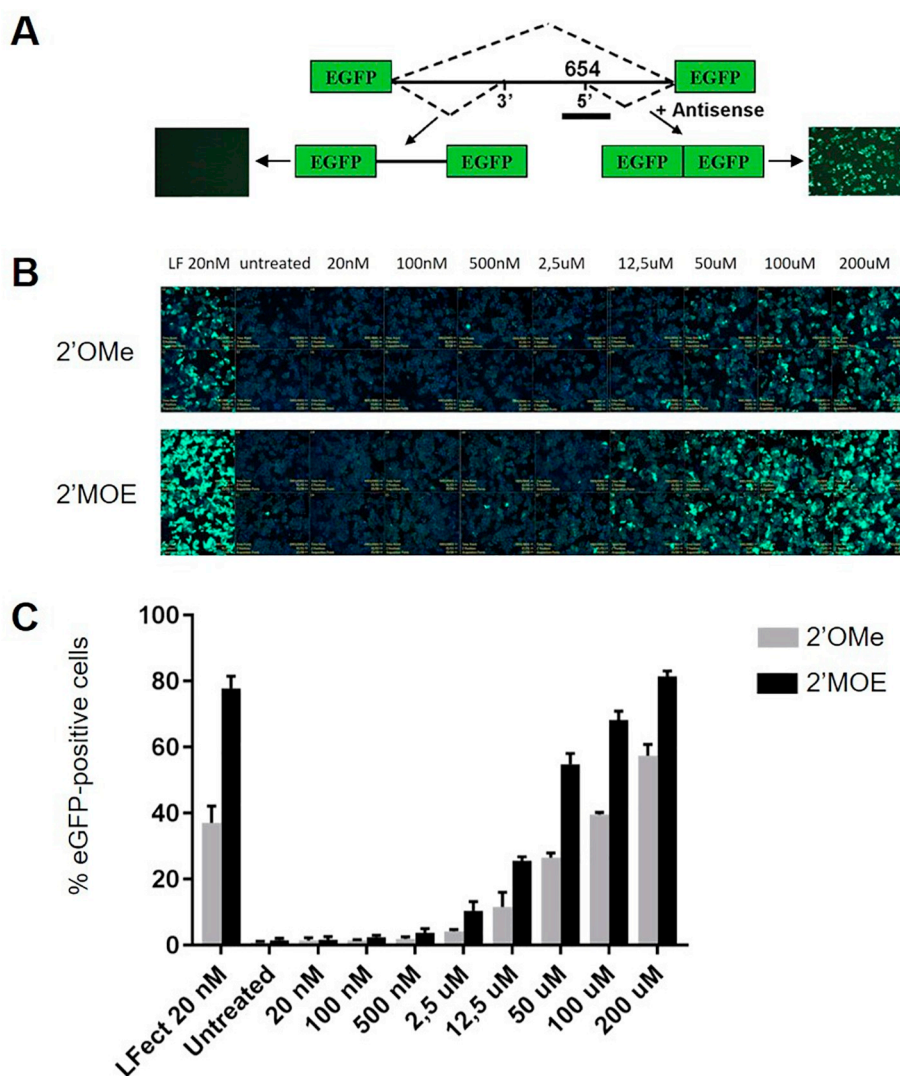 A
EGFP
654
EGFP
3'
5'
+ Antisense
EGFP
EGFP
EGFP
EGFP
B
LF 20nM untreated 20nM 100nM 500nM 2,5uM 12,5uM 50uM 100uM 200uM
2'OMe
2'MOE
C
100
80
60
40
20
0
% eGFP-positive cells
2'OMe
2'MOE
LFect 20 nM
Untreated
20 nM
100 nM
500 nM
2,5 uM
12,5 uM
50 uM
100 uM
200 uM